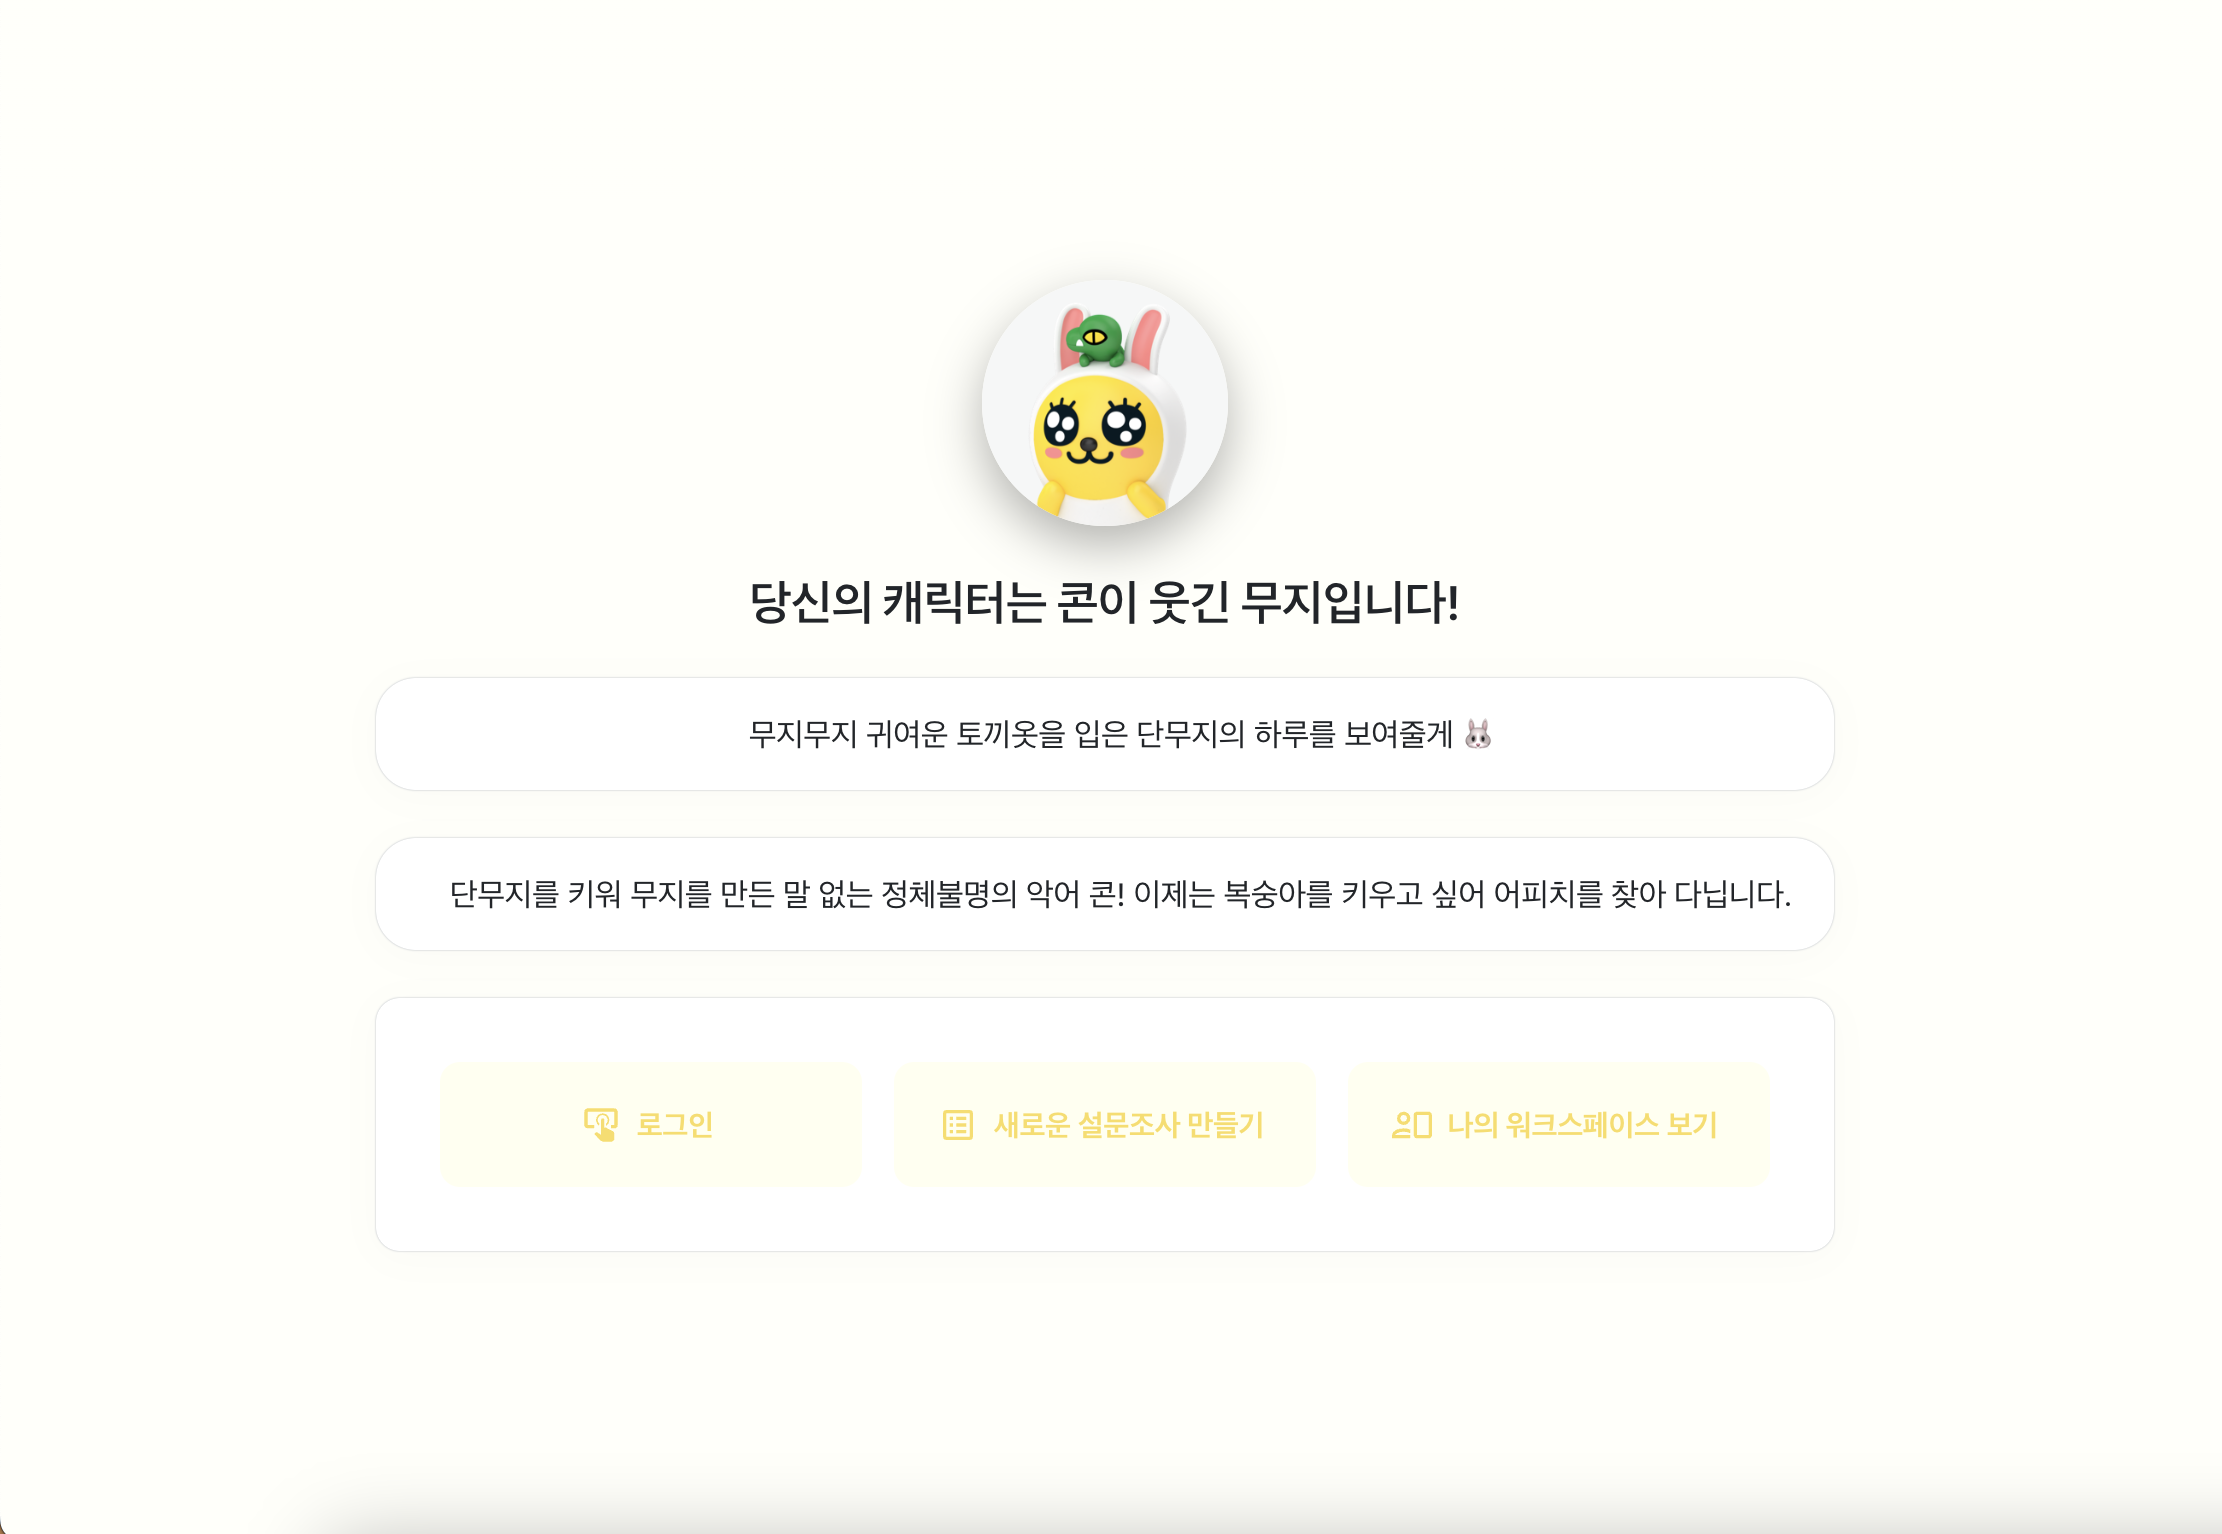 당신의 캐릭터는 콘이 웃긴 무지입니다!
무지무지 귀여운 토끼옷을 입은 단무지의 하루를 보여줄게 🐰
단무지를 키워 무지를 만든 말 없는 정체불명의 악어 콘! 이제는 복숭아를 키우고 싶어 어피치를 찾아 다닙니다.
로그인
새로운 설문조사 만들기
나의 워크스페이스 보기